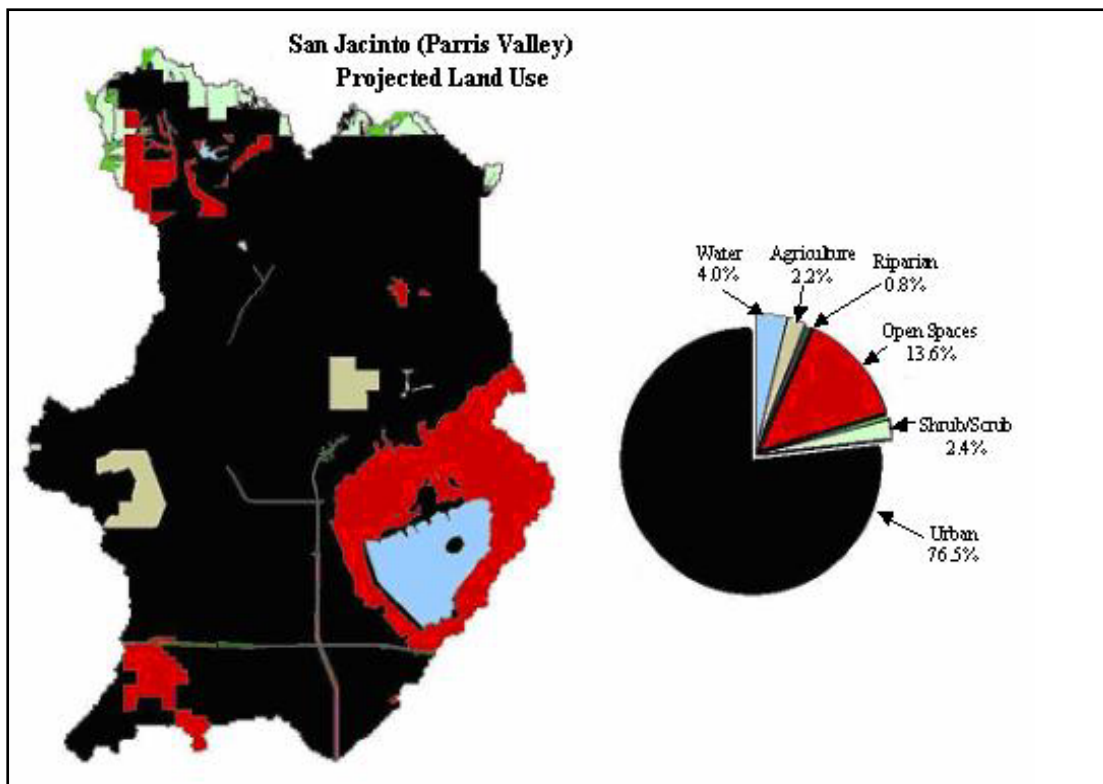 San Jacinto (Parris Valley)
Projected Land Use
Water
4.0%
Agriculture
2.2%
Riparian
0.8%
Open Spaces
13.6%
Shrub/Scrub
2.4%
Urban
76.5%